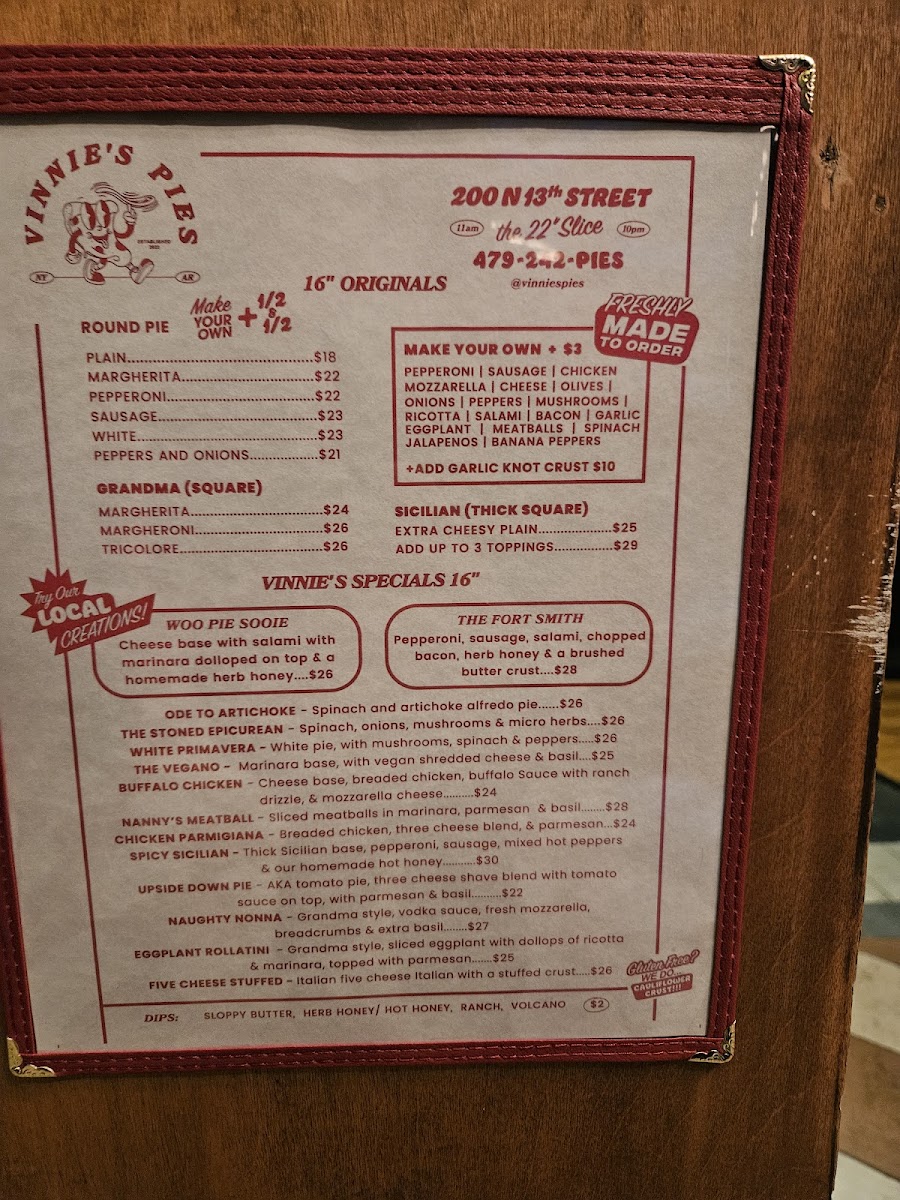 VINNIE'S PIES
ESTABLISHED
NY
AR
200 N 13th STREET
11am the 22" Slice 10pm
479-242-PIES
@vinniespies
16" ORIGINALS
ROUND PIE
Make
YOUR
OWN
+ 1/2
&
1/2
PLAIN......................................$18
MARGHERITA...........................$22
PEPPERONI..............................$22
SAUSAGE................................$23
WHITE.....................................$23
PEPPERS AND ONIONS.................$21
FRESHLY
MADE
TO ORDER
MAKE YOUR OWN + $3
PEPPERONI | SAUSAGE | CHICKEN
MOZZARELLA | CHEESE | OLIVES |
ONIONS | PEPPERS | MUSHROOMS |
RICOTTA | SALAMI | BACON | GARLIC
EGGPLANT | MEATBALLS | SPINACH
JALAPENOS | BANANA PEPPERS
+ADD GARLIC KNOT CRUST $10
GRANDMA (SQUARE)
MARGHERITA...........................$24
MARGHERONI..........................$26
TRICOLORE..............................$26
SICILIAN (THICK SQUARE)
EXTRA CHEESY PLAIN..................$25
ADD UP TO 3 TOPPINGS...............$29
VINNIE'S SPECIALS 16"
Try Our
LOCAL
CREATIONS!
WOO PIE SOOIE
Cheese base with salami with
marinara dolloped on top & a
homemade herb honey....$26
THE FORT SMITH
Pepperoni, sausage, salami, chopped
bacon, herb honey & a brushed
butter crust....$28
ODE TO ARTICHOKE - Spinach and artichoke alfredo pie......$26
THE STONED EPICUREAN - Spinach, onions, mushrooms & micro herbs....$26
WHITE PRIMAVERA - White pie, with mushrooms, spinach & peppers.....$26
THE VEGANO - Marinara base, with vegan shredded cheese & basil....$25
BUFFALO CHICKEN - Cheese base, breaded chicken, buffalo Sauce with ranch
drizzle, & mozzarella cheese..........$24
NANNY'S MEATBALL - Sliced meatballs in marinara, parmesan & basil........$28
CHICKEN PARMIGIANA - Breaded chicken, three cheese blend, & parmesan...$24
SPICY SICILIAN - Thick Sicilian base, pepperoni, sausage, mixed hot peppers
& our homemade hot honey...........$30
UPSIDE DOWN PIE - AKA tomato pie, three cheese shave blend with tomato
sauce on top, with parmesan & basil..........$22
NAUGHTY NONNA - Grandma style, vodka sauce, fresh mozzarella,
breadcrumbs & extra basil........$27
EGGPLANT ROLLATINI - Grandma style, sliced eggplant with dollops of ricotta
& marinara, topped with parmesan.......$25
FIVE CHEESE STUFFED - Italian five cheese Italian with a stuffed crust.....$26
Gluten Free?
WE DO...
CAULIFLOWER
CRUST!!!
DIPS: SLOPPY BUTTER, HERB HONEY/ HOT HONEY, RANCH, VOLCANO $2